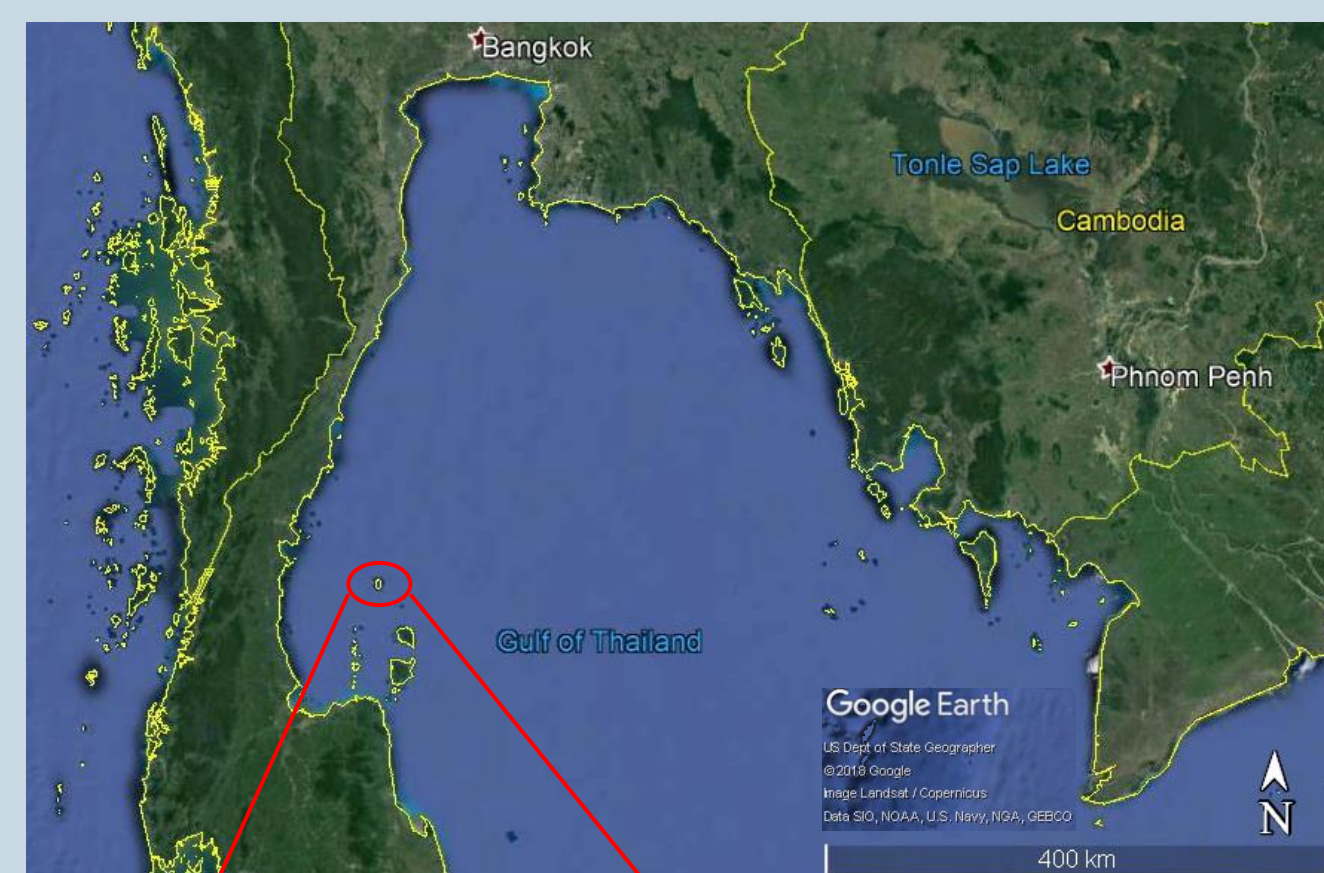 Bangkok
Tonle Sap Lake
Cambodia
Phnom Penh
Gulf of Thailand
Google Earth
US Dept of State Geographer
©2018 Google
Image Landsat / Copernicus
Data SIO, NOAA, U.S. Navy, NGA, GEBCO
N
400 km